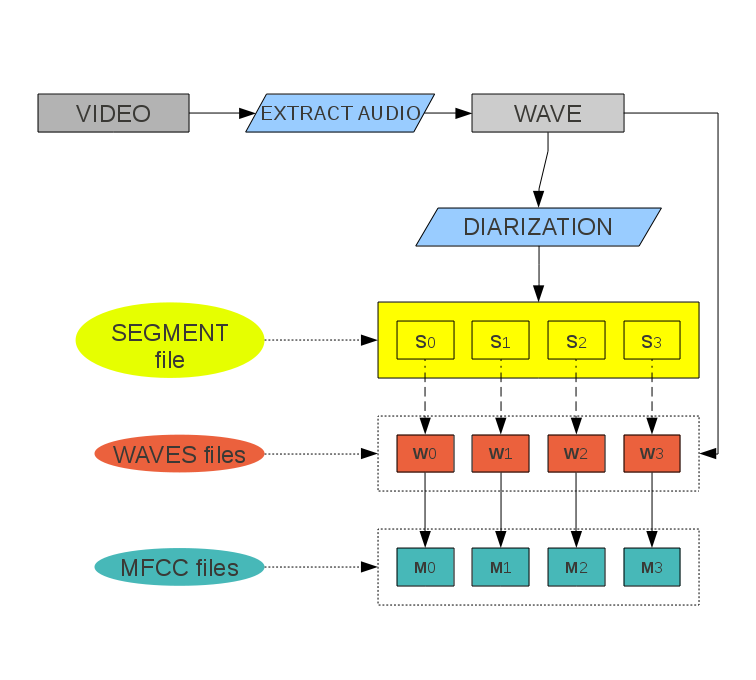 VIDEO
EXTRACT AUDIO
WAVE
DIARIZATION
SEGMENT
file
S0
S1
S2
S3
WAVES files
W0
W1
W2
W3
MFCC files
M0
M1
M2
M3